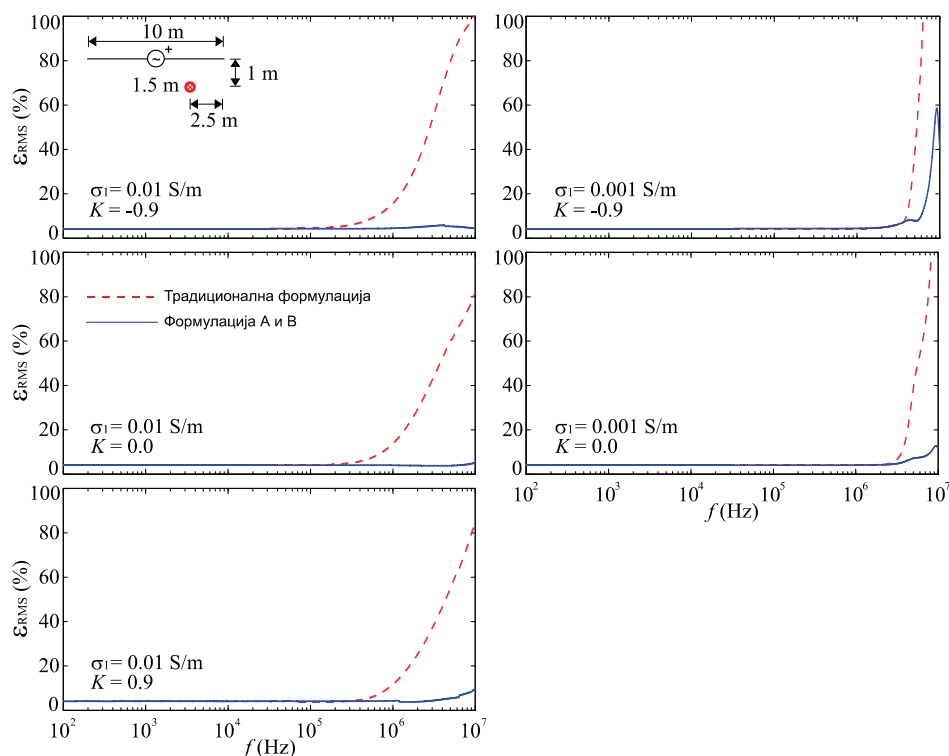 100
80
60
40
20
0
εRMS (%)
10 m
~
+
1 m
1.5 m
2.5 m
σ1= 0.01 S/m
K = -0.9
100
80
60
40
20
0
εRMS (%)
σ1= 0.001 S/m
K = -0.9
100
80
60
40
20
0
εRMS (%)
Традиционална формулација
Формулација А и В
σ1= 0.01 S/m
K = 0.0
100
80
60
40
20
0
εRMS (%)
σ1= 0.001 S/m
K = 0.0
10² 10³ 10⁴ 10⁵ 10⁶ 10⁷
f (Hz)
100
80
60
40
20
0
εRMS (%)
σ1= 0.01 S/m
K = 0.9
10² 10³ 10⁴ 10⁵ 10⁶ 10⁷
f (Hz)